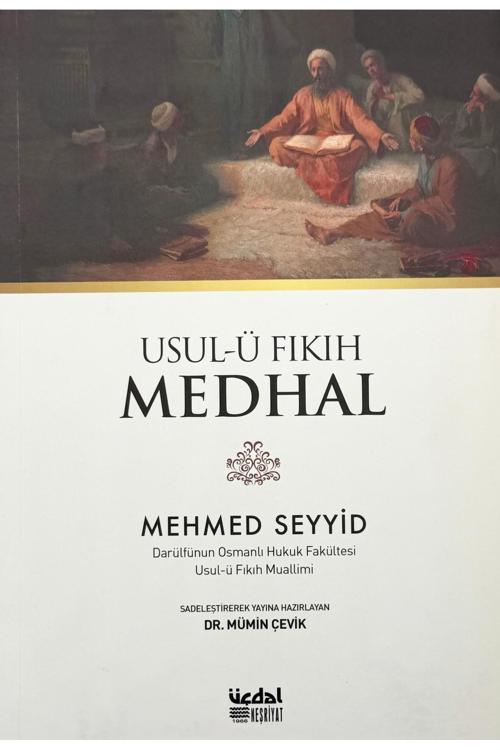 USUL-Ü FIKIH
MEDHAL
MEHMED SEYYİD
Darülfünun Osmanlı Hukuk Fakültesi
Usul-ü Fıkıh Muallimi
SADELEŞTİREREK YAYINA HAZIRLAYAN
DR. MÜMİN ÇEVİK
üçdal
1966 NEŞRİYAT